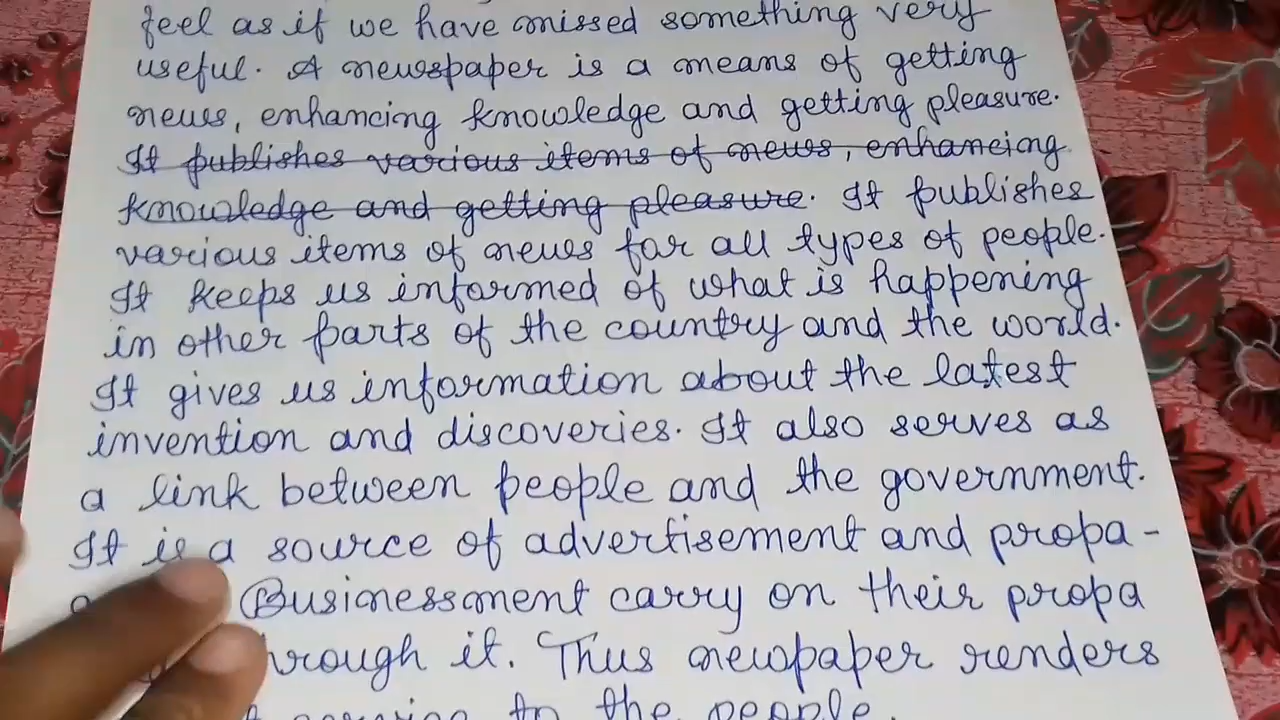 feel as if we have missed something very
useful. A newspaper is a means of getting
news, enhancing knowledge and getting pleasure.
It publishes various items of news, enhancing
knowledge and getting pleasure. It publishes
various items of news for all types of people.
It keeps us informed of what is happening
in other parts of the country and the world.
It gives us information about the latest
invention and discoveries. It also serves as
a link between people and the government.
It is a source of advertisement and propa-
Businessment carry on their propa
hrough it. Thus newpaper renders
to the people.